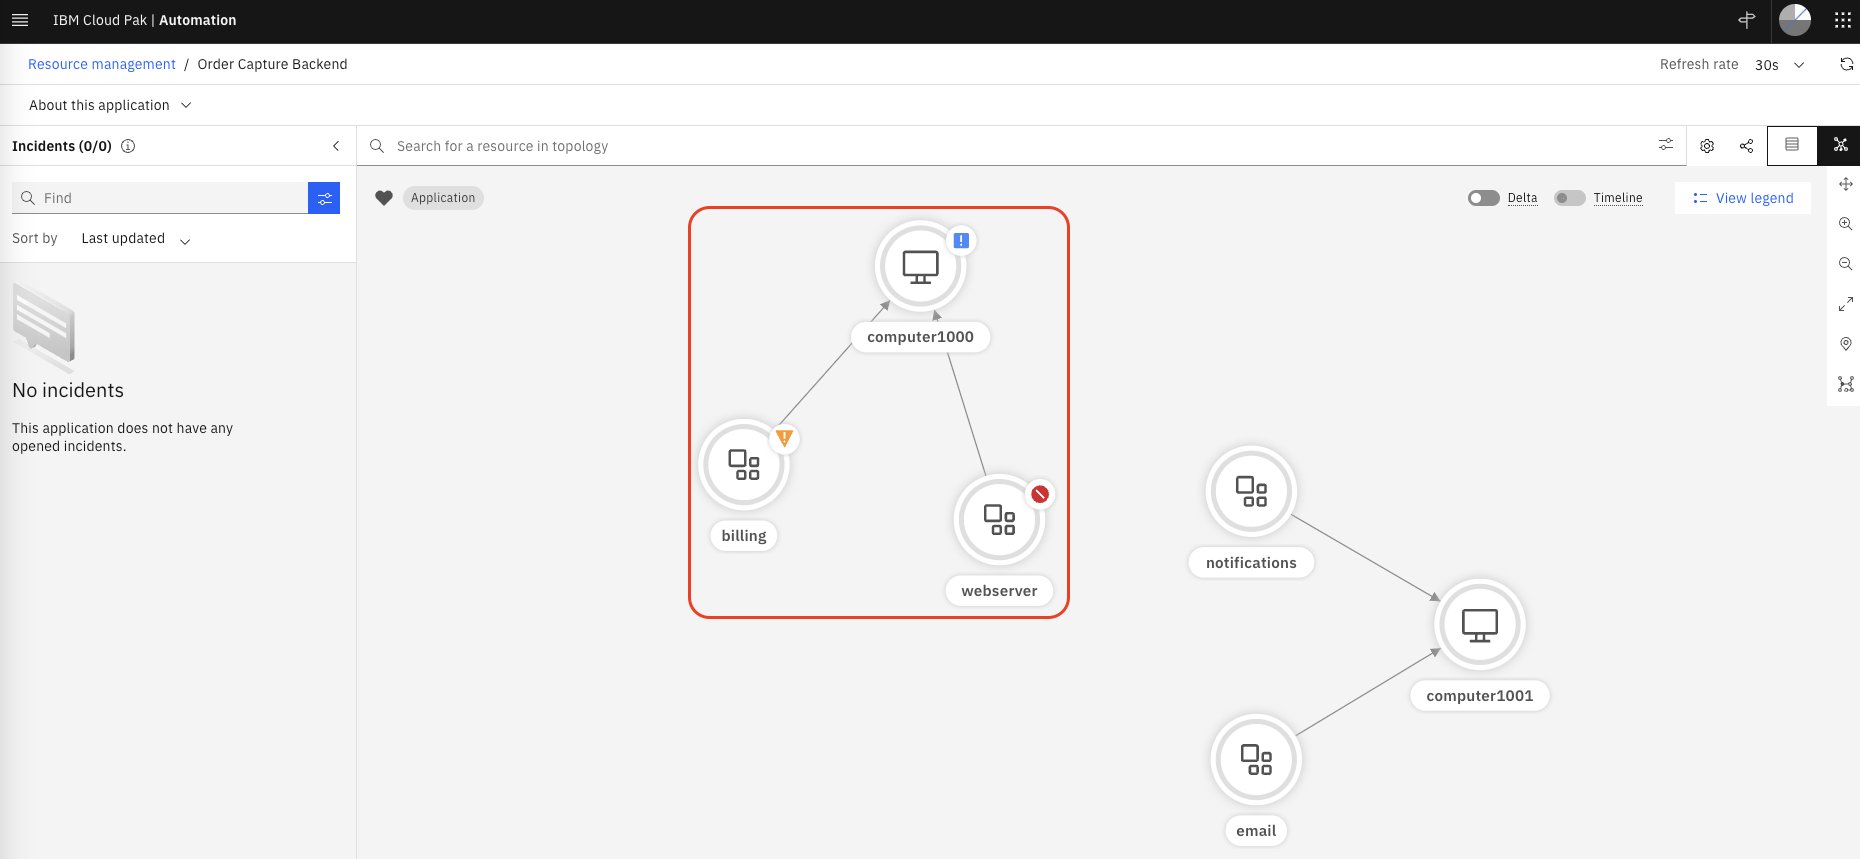 IBM Cloud Pak | Automation
Resource management / Order Capture Backend
Refresh rate 30s
About this application
Incidents (0/0)
Search for a resource in topology
Find
Sort by Last updated
No incidents
This application does not have any
opened incidents.
Application
Delta
Timeline
View legend
computer1000
billing
webserver
notifications
computer1001
email